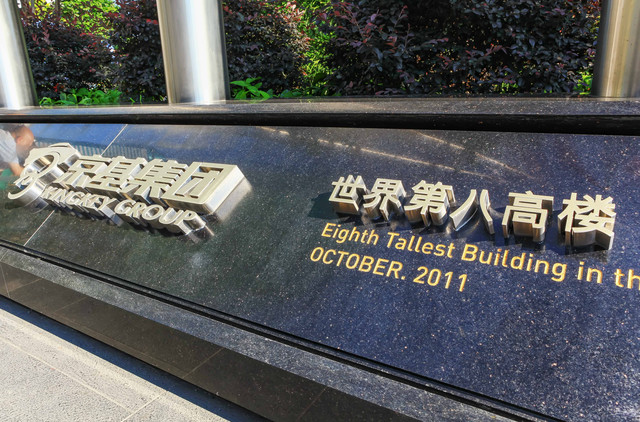 京基集团
KINGKEY GROUP
世界第八高楼
Eighth Tallest Building in th
OCTOBER. 2011